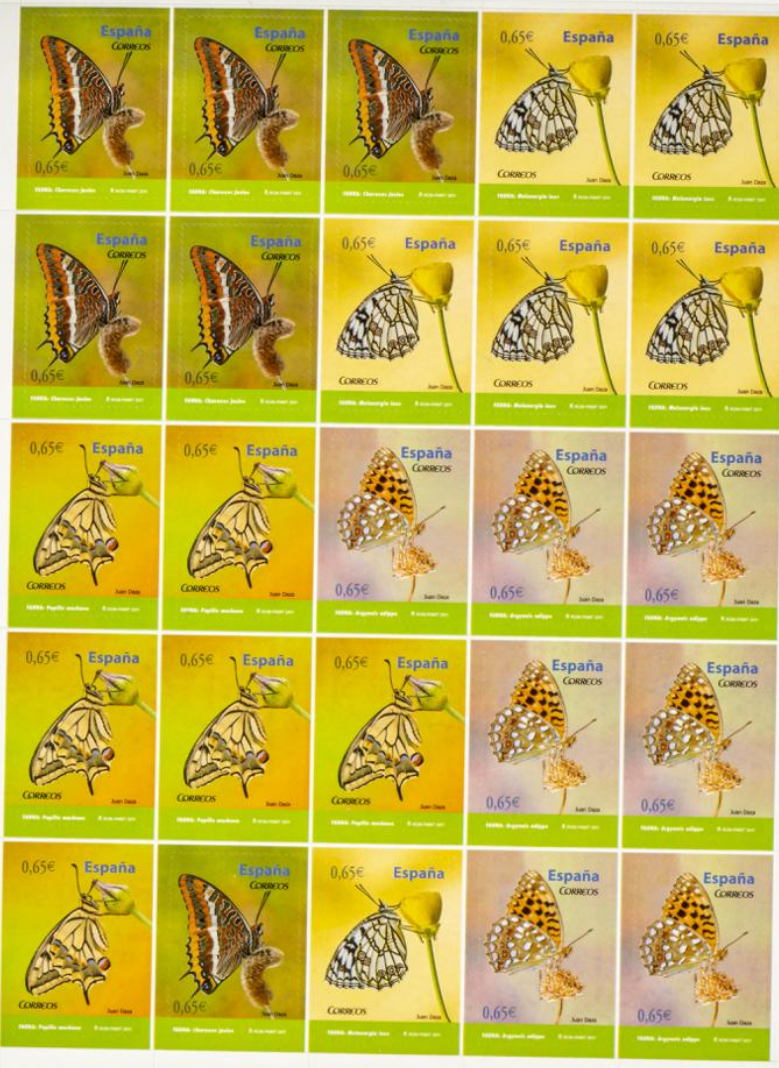 España
CORREOS
0,65€
Juan Daza
FAUNA: Charaxes jasius
España
CORREOS
0,65€
Juan Daza
FAUNA: Charaxes jasius
España
CORREOS
0,65€
Juan Daza
FAUNA: Charaxes jasius
0,65€ España
CORREOS
Juan Daza
FAUNA: Melanargia ines
0,65€ España
CORREOS
Juan Daza
FAUNA: Melanargia ines
España
CORREOS
0,65€
Juan Daza
FAUNA: Charaxes jasius
España
CORREOS
0,65€
Juan Daza
FAUNA: Charaxes jasius
0,65€ España
CORREOS
Juan Daza
FAUNA: Melanargia ines
0,65€ España
CORREOS
Juan Daza
FAUNA: Melanargia ines
0,65€ España
CORREOS
Juan Daza
FAUNA: Melanargia ines
0,65€ España
CORREOS
Juan Daza
FAUNA: Papilio machaon
0,65€ España
CORREOS
Juan Daza
FAUNA: Papilio machaon
España
CORREOS
0,65€
Juan Daza
FAUNA: Argynnis adippe
España
CORREOS
0,65€
Juan Daza
FAUNA: Argynnis adippe
España
CORREOS
0,65€
Juan Daza
FAUNA: Argynnis adippe
0,65€ España
CORREOS
Juan Daza
FAUNA: Papilio machaon
0,65€ España
CORREOS
Juan Daza
FAUNA: Papilio machaon
0,65€ España
CORREOS
Juan Daza
FAUNA: Papilio machaon
España
CORREOS
0,65€
Juan Daza
FAUNA: Argynnis adippe
España
CORREOS
0,65€
Juan Daza
FAUNA: Argynnis adippe
0,65€ España
CORREOS
Juan Daza
FAUNA: Papilio machaon
España
CORREOS
0,65€
Juan Daza
FAUNA: Charaxes jasius
0,65€ España
CORREOS
Juan Daza
FAUNA: Melanargia ines
España
CORREOS
0,65€
Juan Daza
FAUNA: Argynnis adippe
España
CORREOS
0,65€
Juan Daza
FAUNA: Argynnis adippe